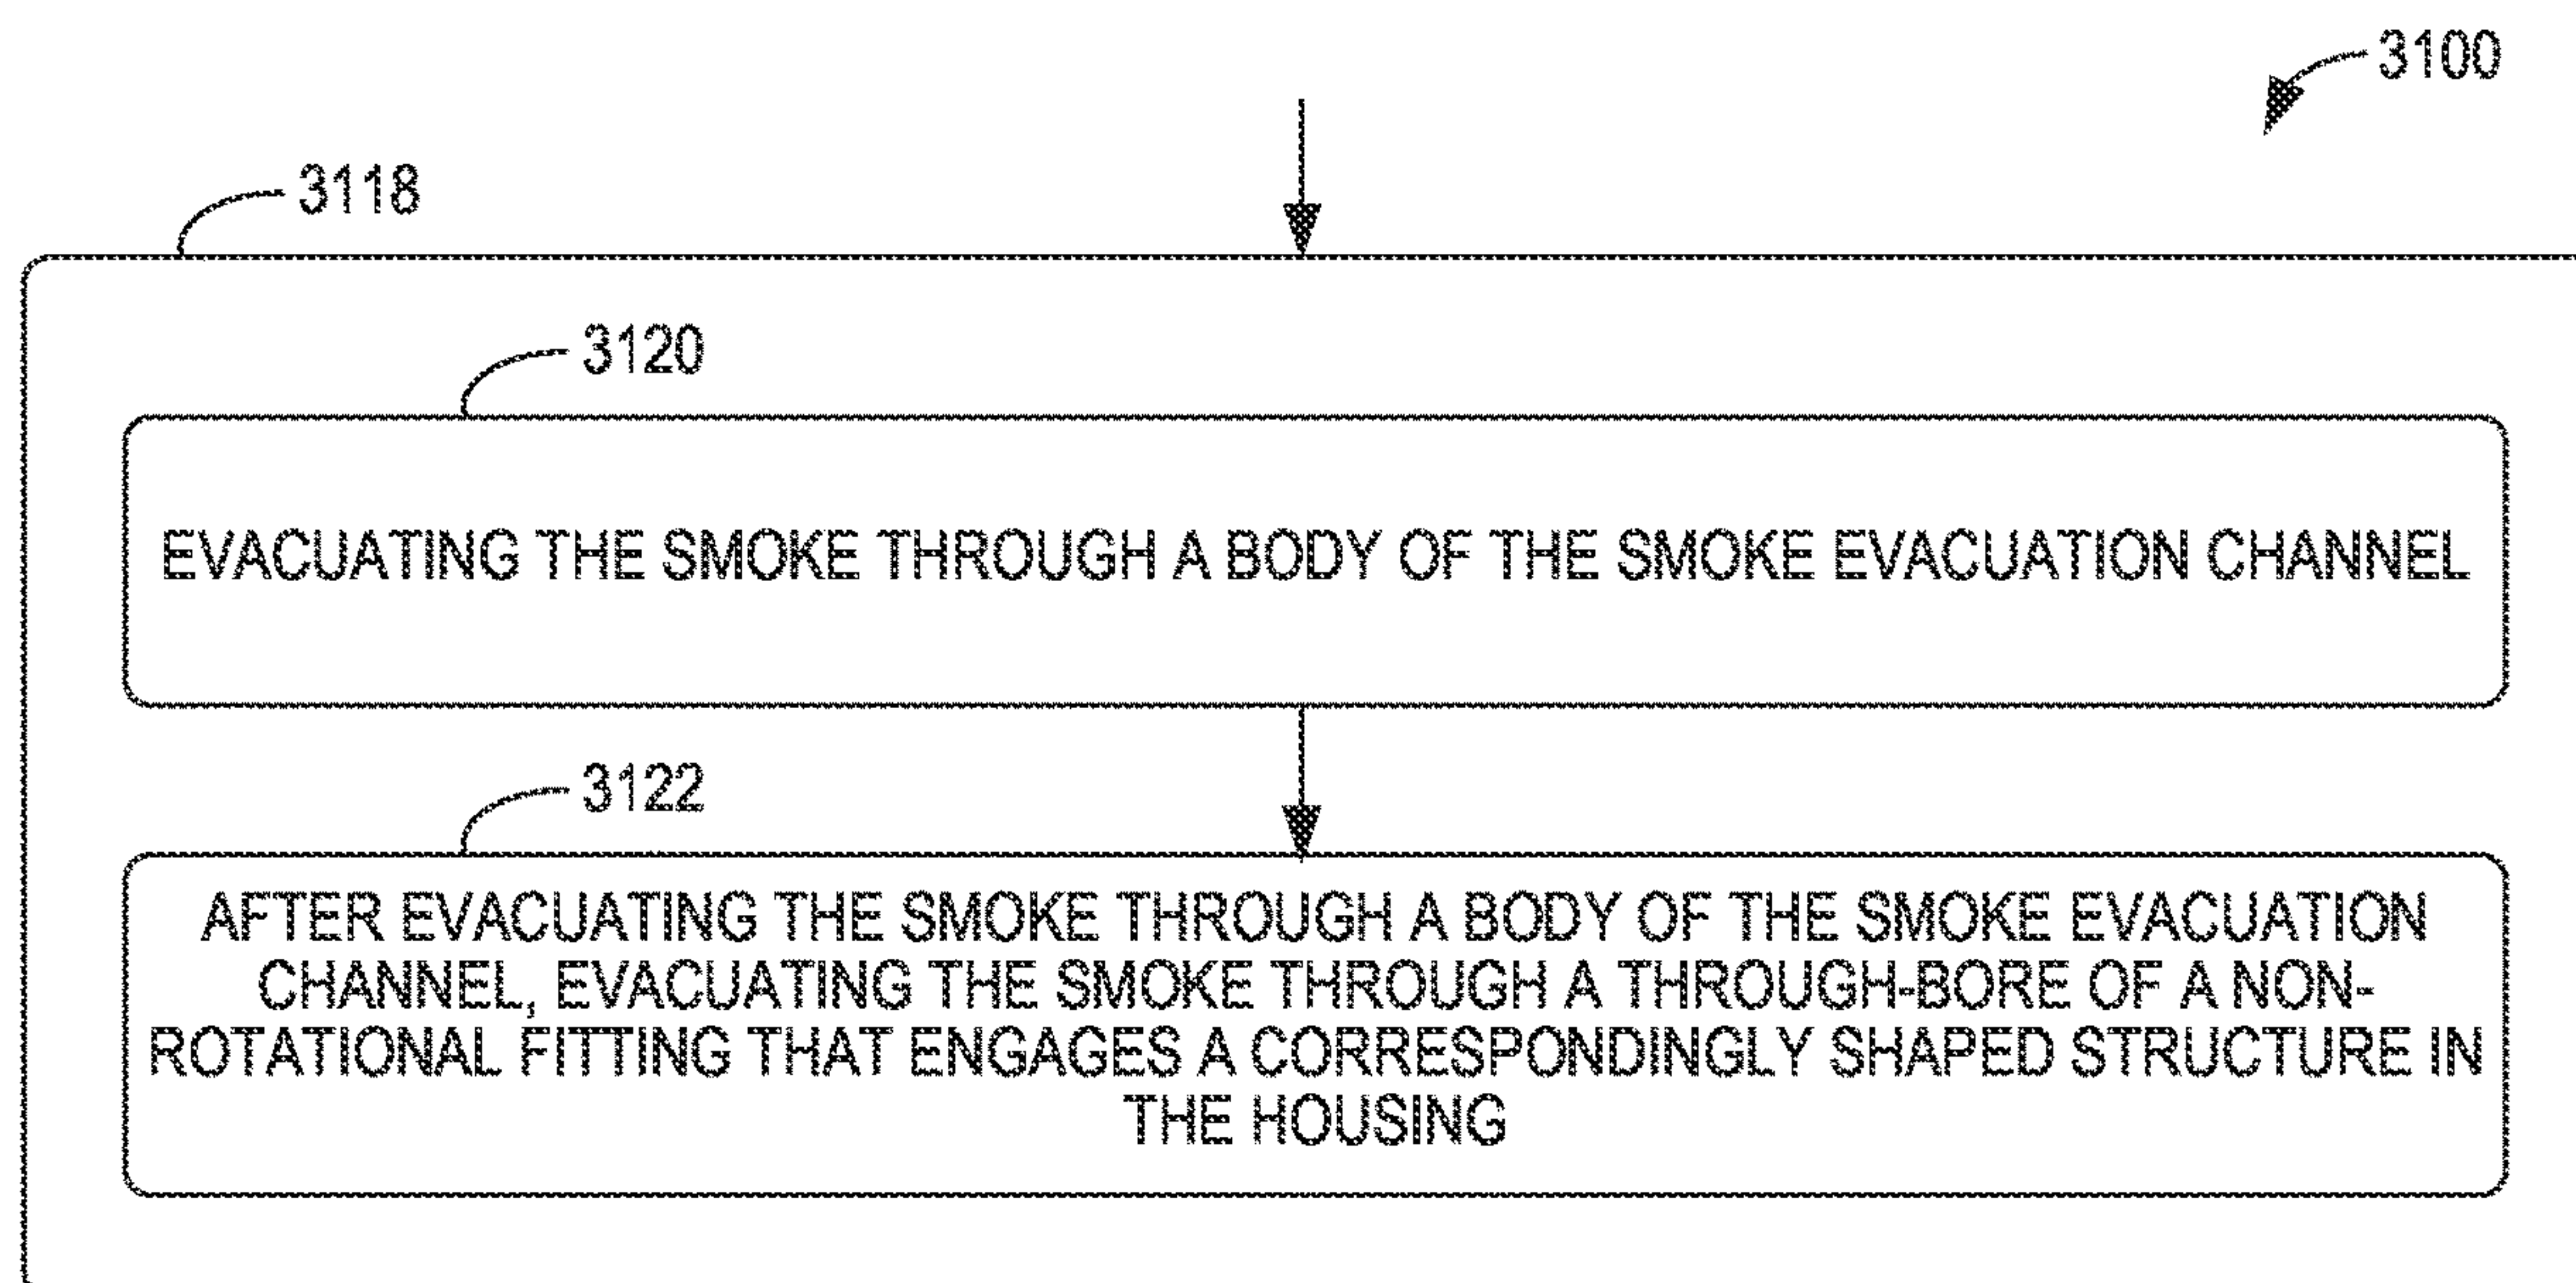 3100
3118
3120
EVACUATING THE SMOKE THROUGH A BODY OF THE SMOKE EVACUATION CHANNEL
3122
AFTER EVACUATING THE SMOKE THROUGH A BODY OF THE SMOKE EVACUATION
CHANNEL, EVACUATING THE SMOKE THROUGH A THROUGH-BORE OF A NON-
ROTATIONAL FITTING THAT ENGAGES A CORRESPONDINGLY SHAPED STRUCTURE IN
THE HOUSING